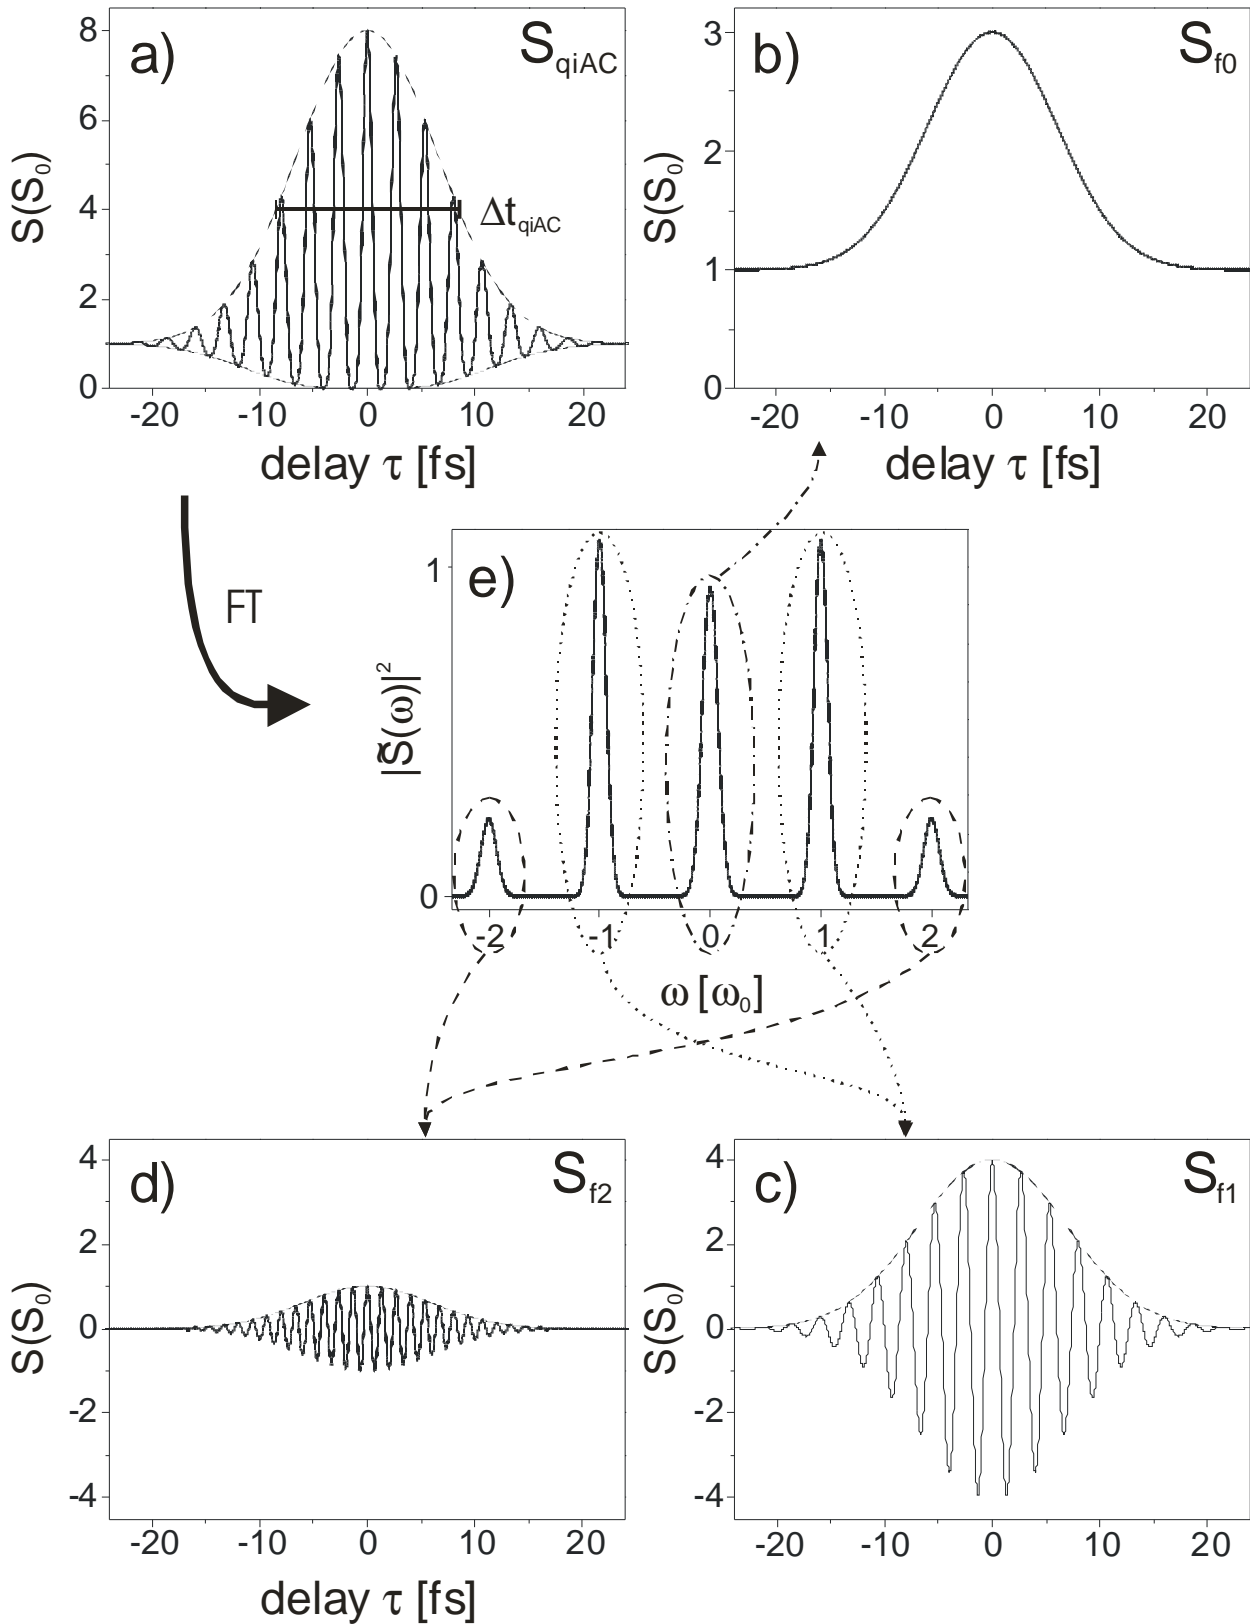 a)
S_qiAC
8
6
4
2
0
S(S_0)
Δt_qiAC
-20 -10 0 10 20
delay τ [fs]
b)
S_f0
3
2
1
0
S(S_0)
-20 -10 0 10 20
delay τ [fs]
FT
e)
1
0
|S̃(ω)|²
-2 -1 0 1 2
ω [ω_0]
d)
S_f2
4
2
0
-2
-4
S(S_0)
-20 -10 0 10 20
delay τ [fs]
c)
S_f1
4
2
0
-2
-4
S(S_0)
-20 -10 0 10 20